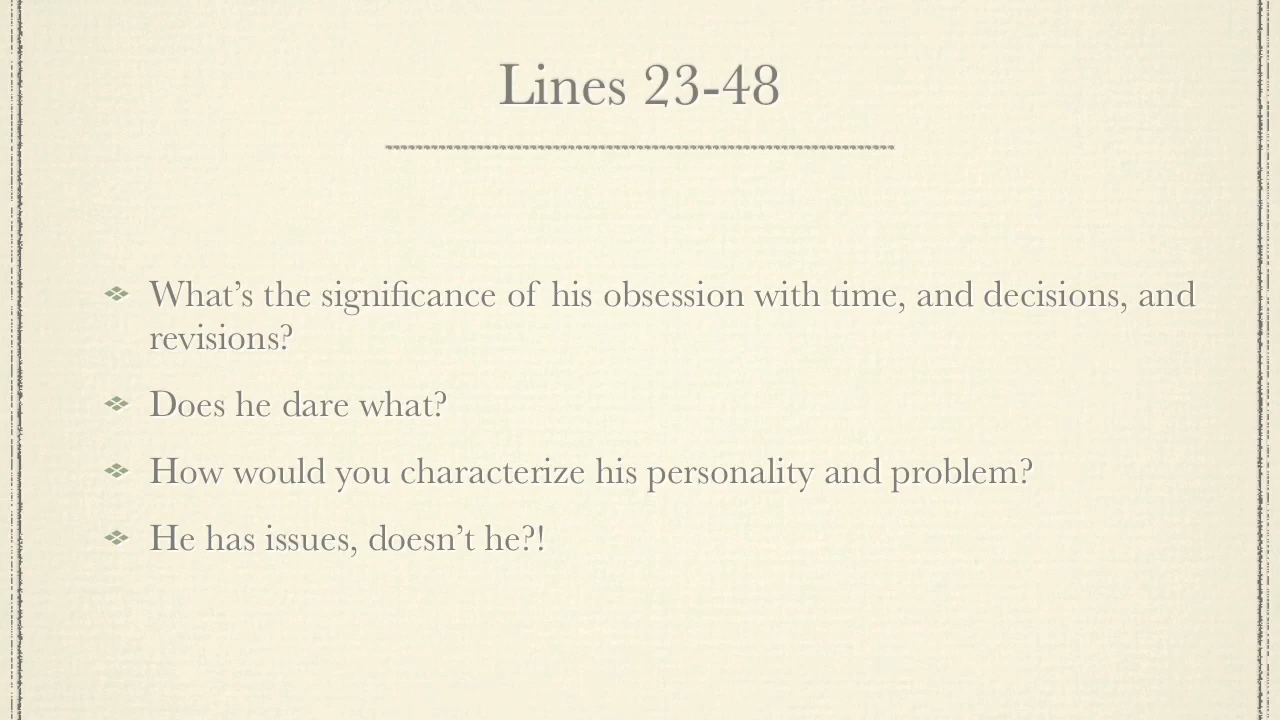 Lines 23-48
What's the significance of his obsession with time, and decisions, and
revisions?
Does he dare what?
How would you characterize his personality and problem?
He has issues, doesn't he?!